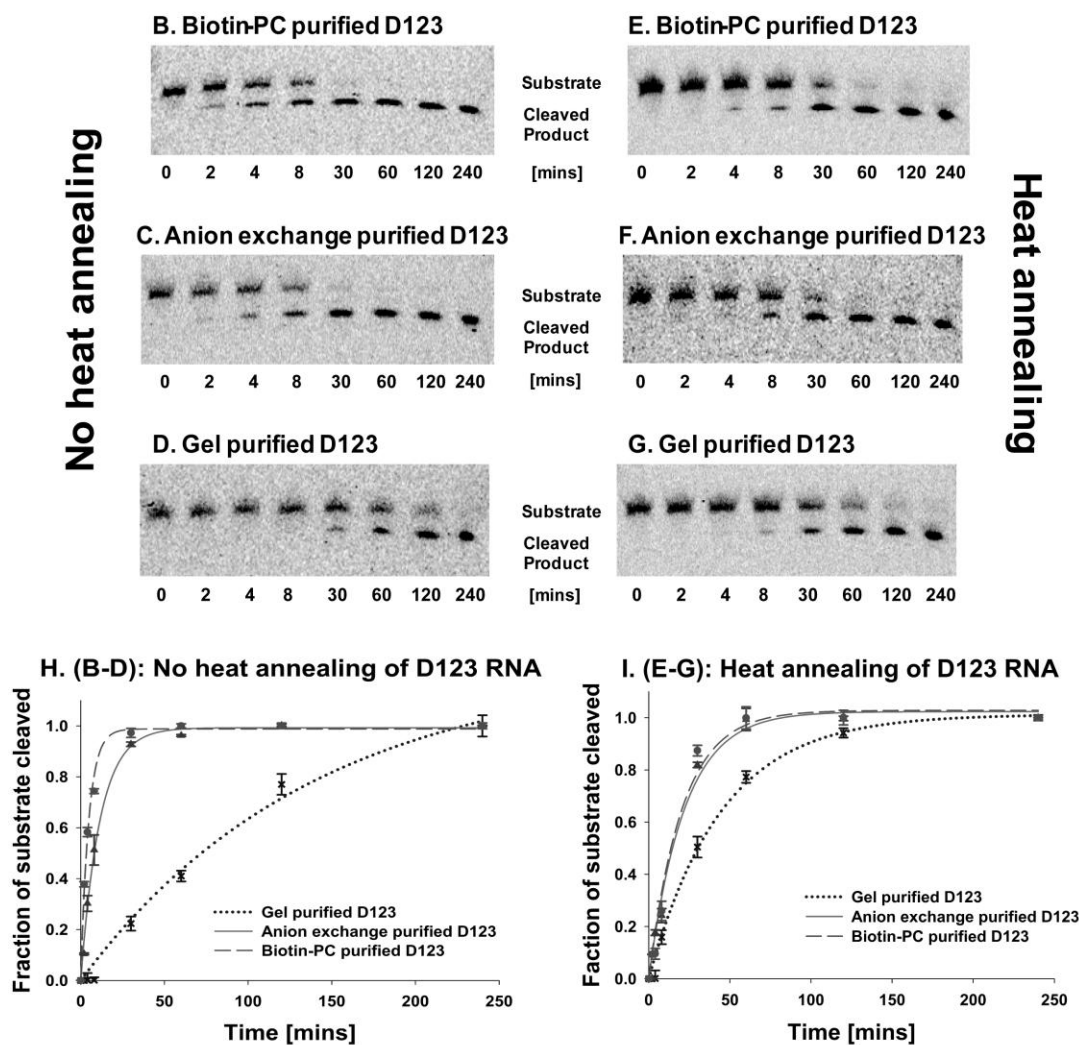 B. Biotin-PC purified D123
E. Biotin-PC purified D123
Substrate
Cleaved
Product
0 2 4 8 30 60 120 240
[mins]
0 2 4 8 30 60 120 240
No heat annealing
Heat annealing
C. Anion exchange purified D123
F. Anion exchange purified D123
Substrate
Cleaved
Product
0 2 4 8 30 60 120 240
[mins]
0 2 4 8 30 60 120 240
D. Gel purified D123
G. Gel purified D123
Substrate
Cleaved
Product
0 2 4 8 30 60 120 240
[mins]
0 2 4 8 30 60 120 240
H. (B-D): No heat annealing of D123 RNA
Fraction of substrate cleaved
1.0
0.8
0.6
0.4
0.2
0.0
Gel purified D123
Anion exchange purified D123
Biotin-PC purified D123
0 50 100 150 200 250
Time [mins]
I. (E-G): Heat annealing of D123 RNA
Faction of substrate cleaved
1.0
0.8
0.6
0.4
0.2
0.0
Gel purified D123
Anion exchange purified D123
Biotin-PC purified D123
0 50 100 150 200 250
Time [mins]